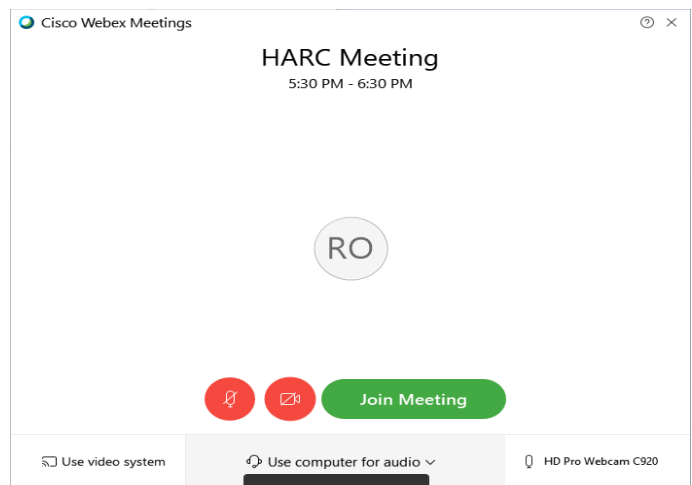 Cisco Webex Meetings
HARC Meeting
5:30 PM - 6:30 PM
RO
Join Meeting
Use video system
Use computer for audio
HD Pro Webcam C920